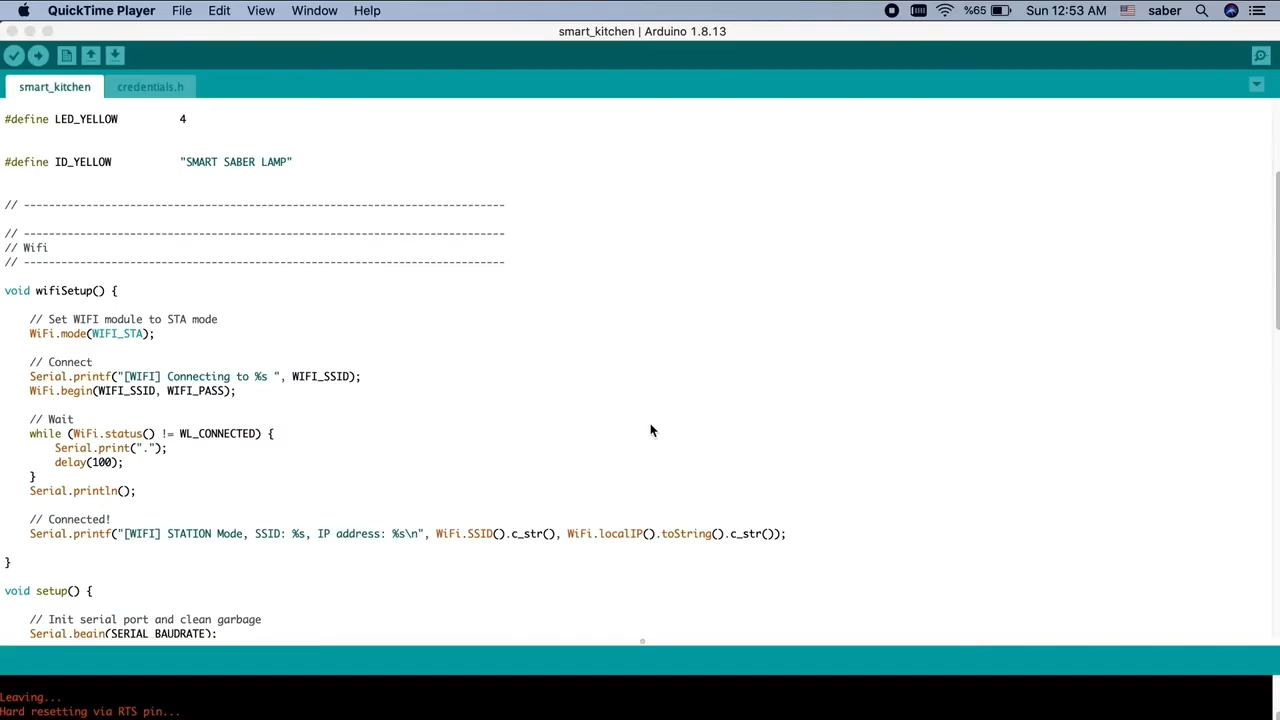 QuickTime Player File Edit View Window Help %65 Sun 12:53 AM saber
smart_kitchen | Arduino 1.8.13
smart_kitchen credentials.h
#define LED_YELLOW 4
#define ID_YELLOW "SMART SABER LAMP"
// -----------------------------------------------------------------------------
// -----------------------------------------------------------------------------
// Wifi
// -----------------------------------------------------------------------------
void wifiSetup() {
// Set WIFI module to STA mode
WiFi.mode(WIFI_STA);
// Connect
Serial.printf("[WIFI] Connecting to %s ", WIFI_SSID);
WiFi.begin(WIFI_SSID, WIFI_PASS);
// Wait
while (WiFi.status() != WL_CONNECTED) {
Serial.print(".");
delay(100);
}
Serial.println();
// Connected!
Serial.printf("[WIFI] STATION Mode, SSID: %s, IP address: %s\n", WiFi.SSID().c_str(), WiFi.localIP().toString().c_str());
}
void setup() {
// Init serial port and clean garbage
Serial.begin(SERIAL_BAUDRATE);
Leaving...
Hard resetting via RTS pin...